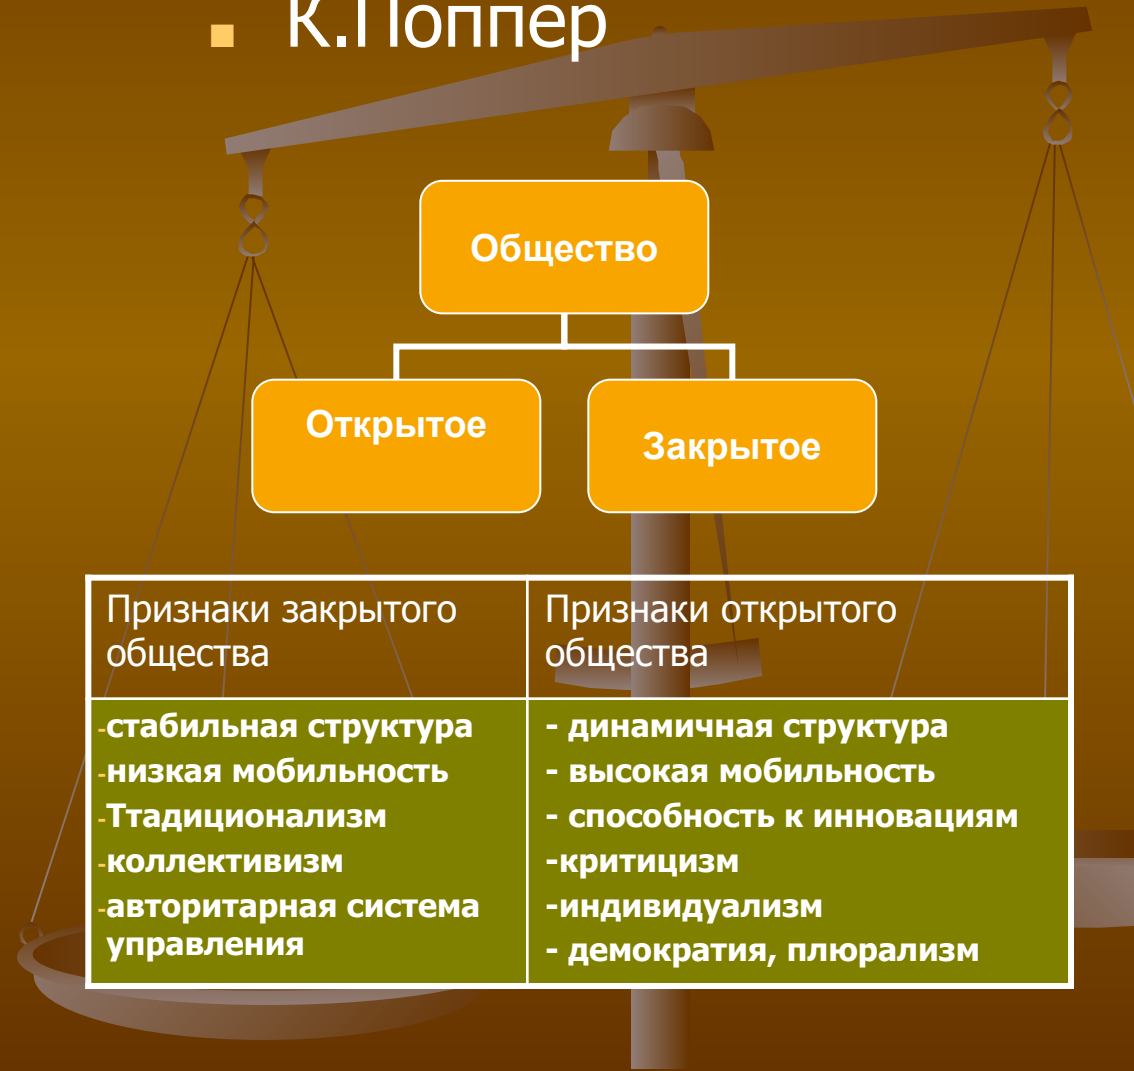 К.Поппер
Общество
Открытое
Закрытое
Признаки закрытого
общества
Признаки открытого
общества
-стабильная структура
-низкая мобильность
-Ттадиционализм
-коллективизм
-авторитарная система
управления
- динамичная структура
- высокая мобильность
- способность к инновациям
-критицизм
-индивидуализм
- демократия, плюрализм